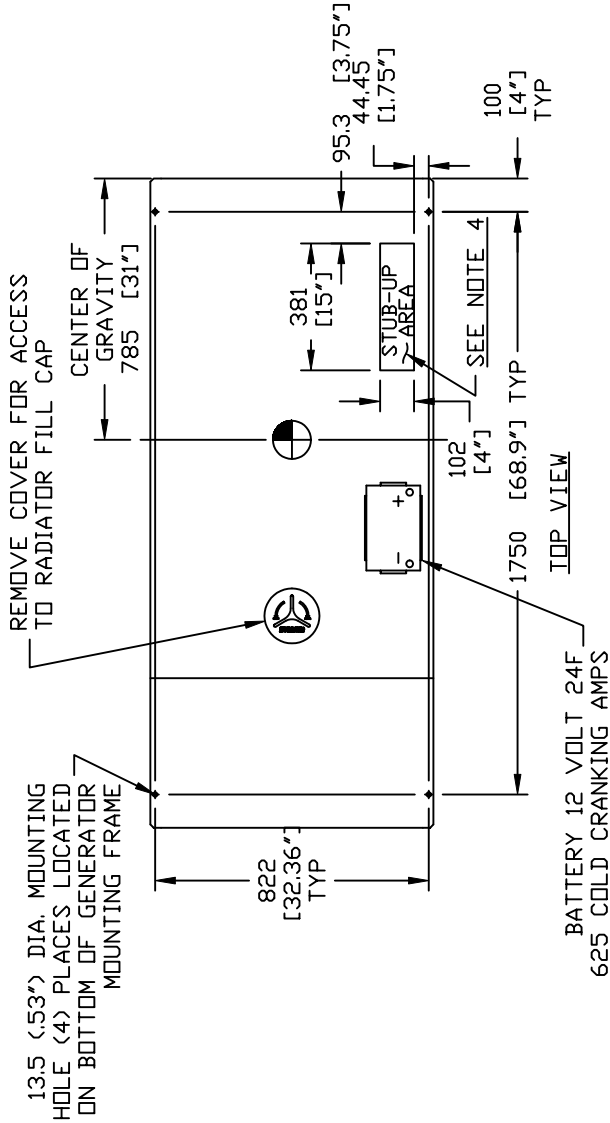 REMOVE COVER FOR ACCESS
TO RADIATOR FILL CAP
13.5 (.53") DIA. MOUNTING
HOLE (4) PLACES LOCATED
ON BOTTOM OF GENERATOR
MOUNTING FRAME
CENTER OF
GRAVITY
785 [31"]
95.3 [3.75"]
44.45
[1.75"]
100
[4"]
TYP
381
[15"]
STUB-UP
AREA
SEE NOTE 4
102
[4"]
822
[32.36"]
TYP
- +
1750 [68.9"] TYP
TOP VIEW
BATTERY 12 VOLT 24F
625 COLD CRANKING AMPS